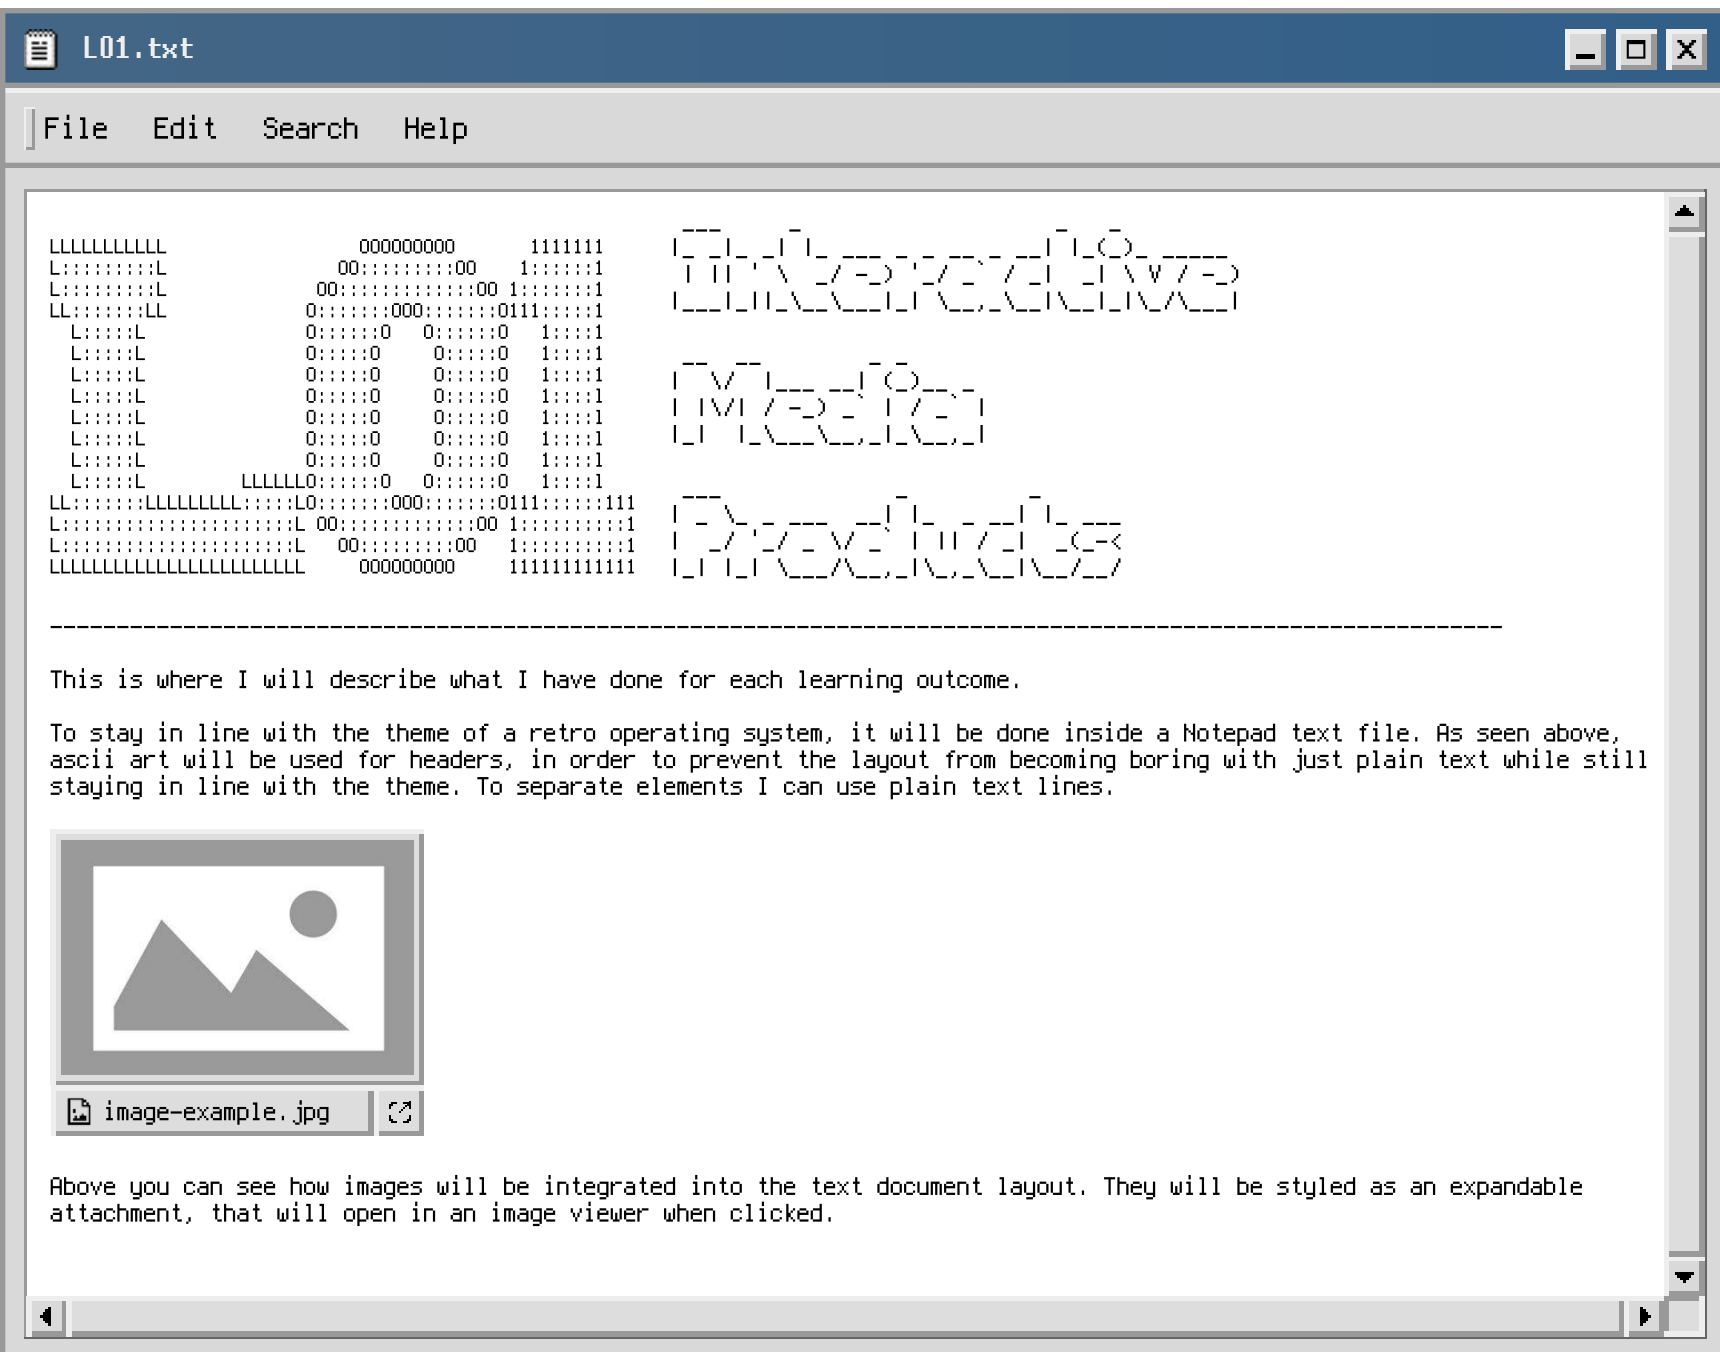 LO1.txt
File Edit Search Help
LO1
Interactive
Media
Products
This is where I will describe what I have done for each learning outcome.
To stay in line with the theme of a retro operating system, it will be done inside a Notepad text file. As seen above,
ascii art will be used for headers, in order to prevent the layout from becoming boring with just plain text while still
staying in line with the theme. To separate elements I can use plain text lines.
image-example.jpg
Above you can see how images will be integrated into the text document layout. They will be styled as an expandable
attachment, that will open in an image viewer when clicked.